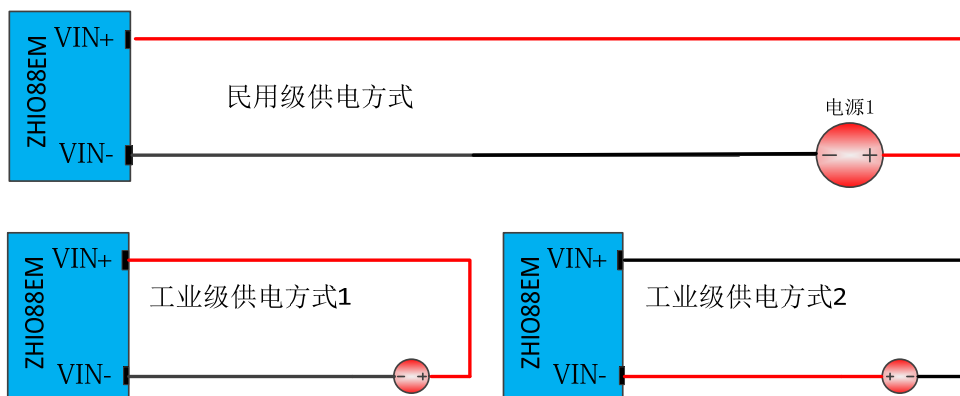 VIN+
ZHIO88EM
民用级供电方式
电源1
VIN-
- +
VIN+
ZHIO88EM
工业级供电方式1
VIN-
- +
VIN+
ZHIO88EM
工业级供电方式2
VIN-
+ -